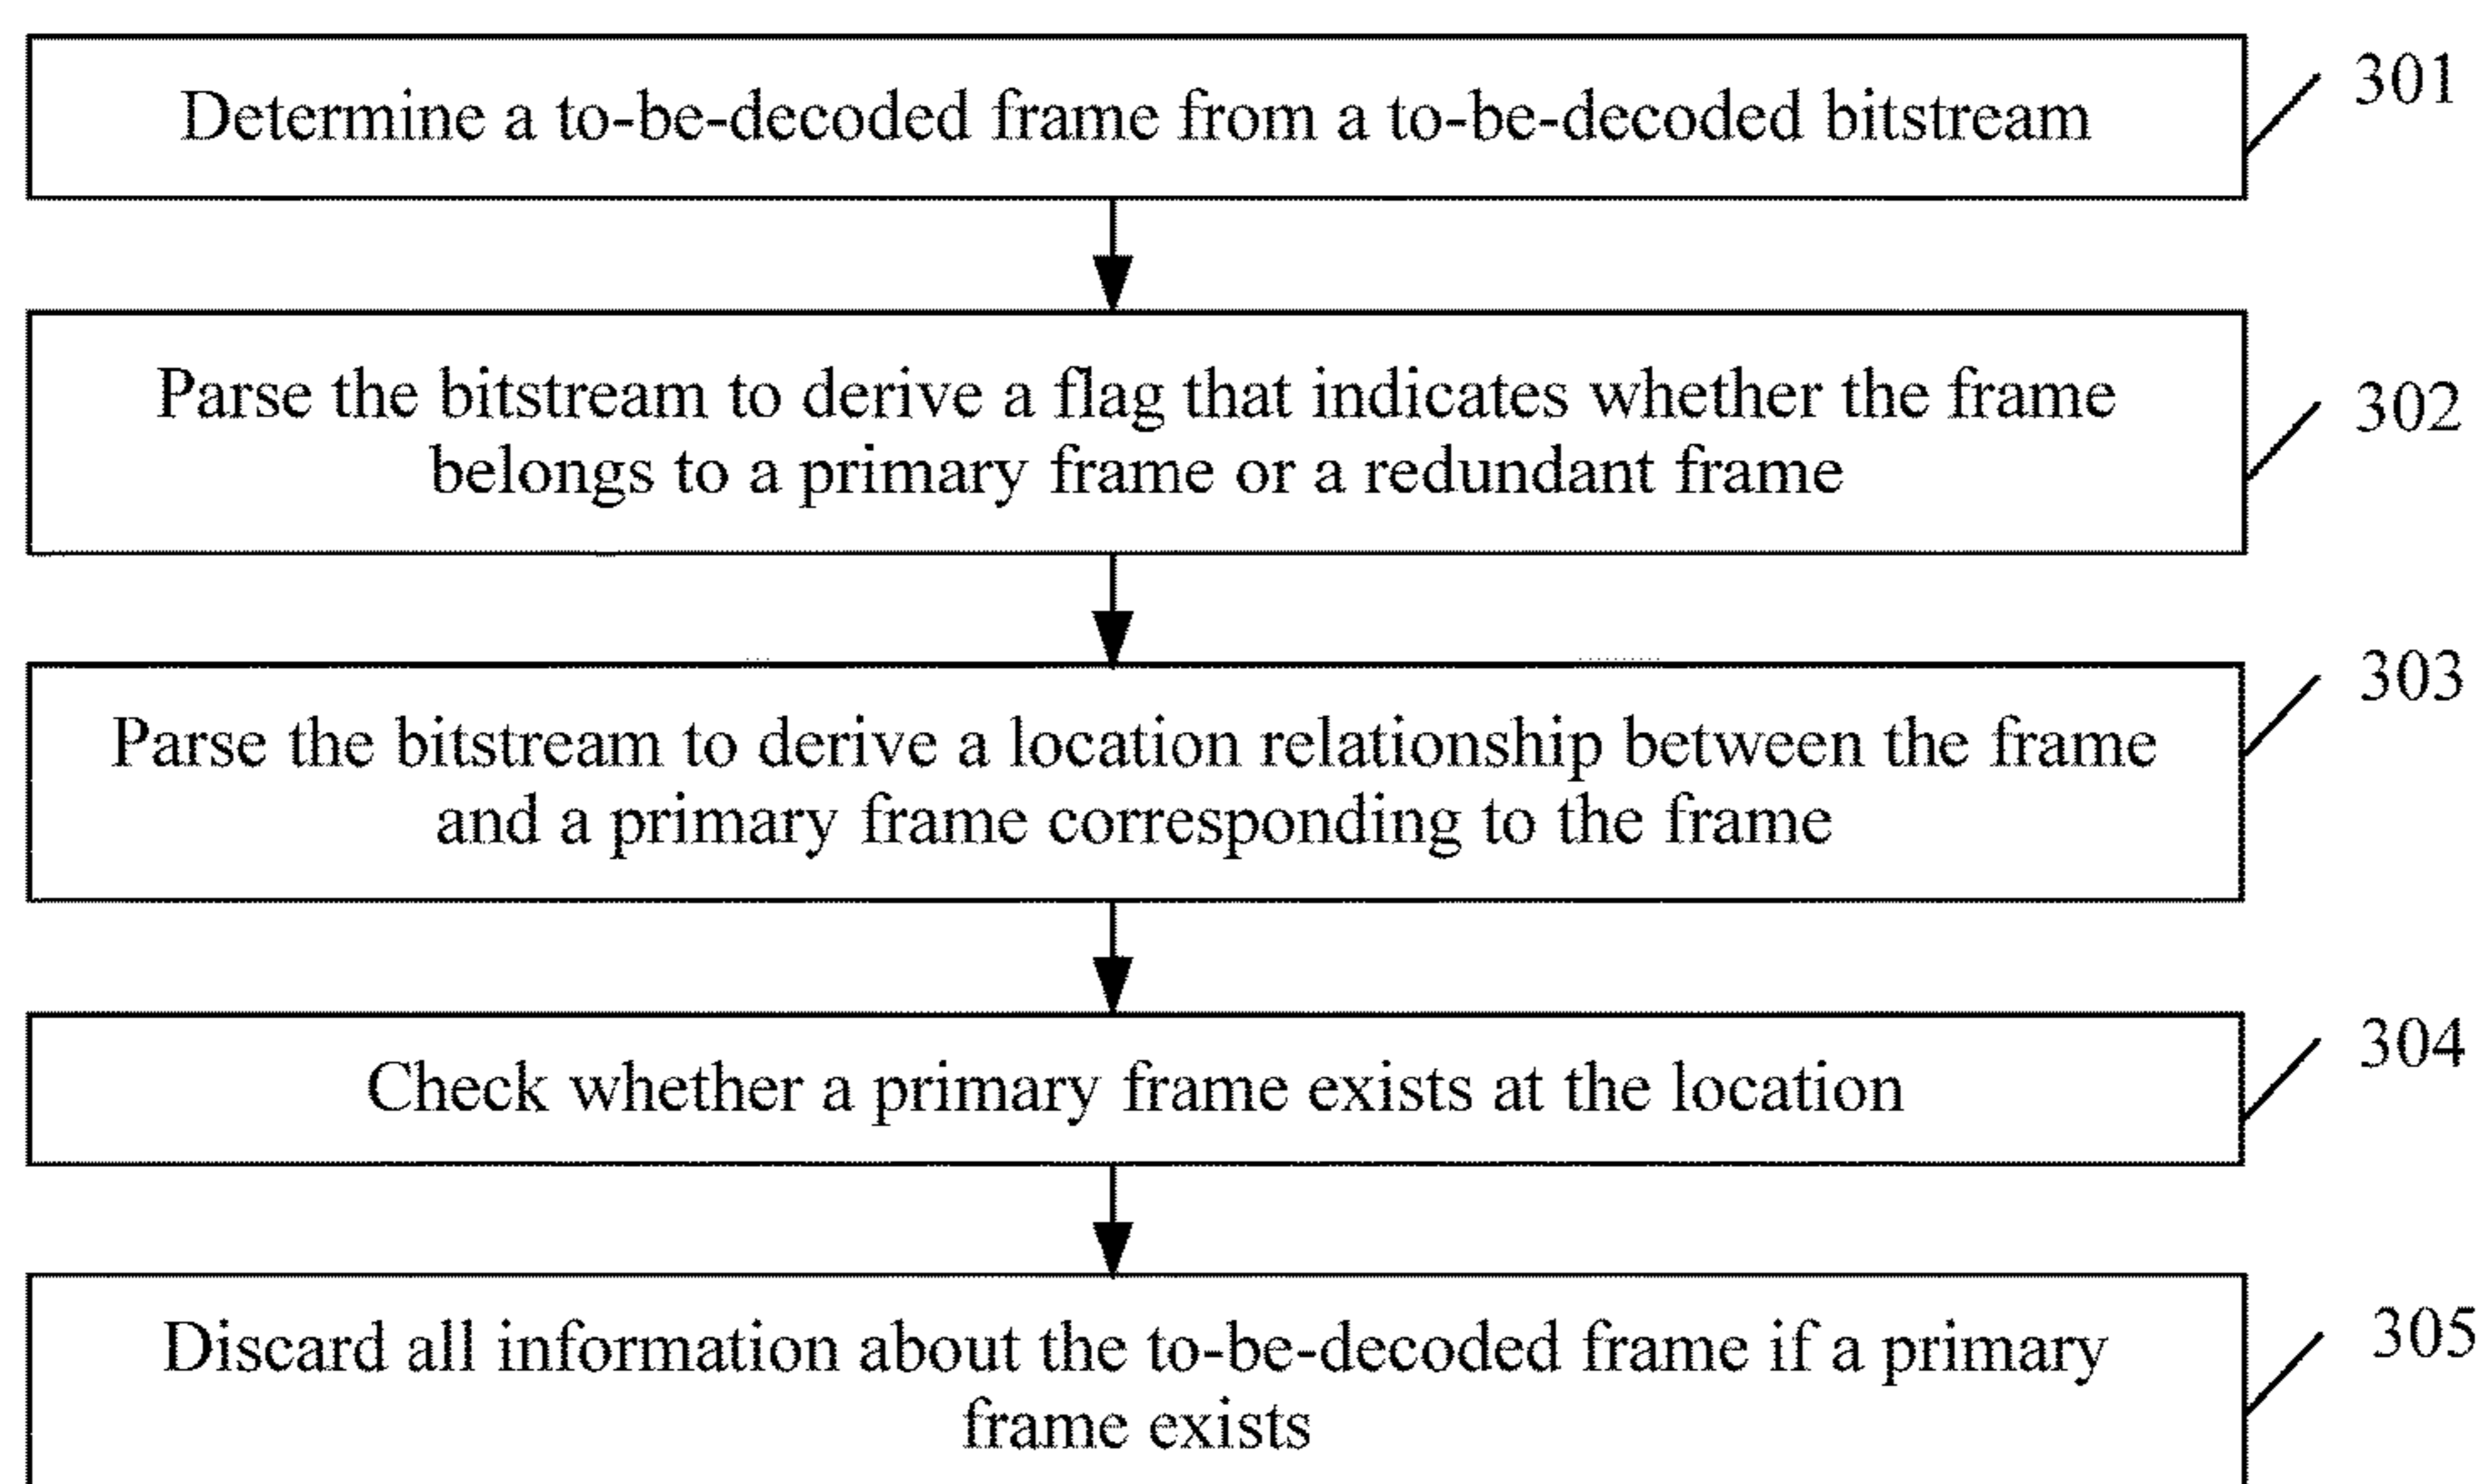 Determine a to-be-decoded frame from a to-be-decoded bitstream
301
Parse the bitstream to derive a flag that indicates whether the frame
belongs to a primary frame or a redundant frame
302
Parse the bitstream to derive a location relationship between the frame
and a primary frame corresponding to the frame
303
Check whether a primary frame exists at the location
304
Discard all information about the to-be-decoded frame if a primary
frame exists
305